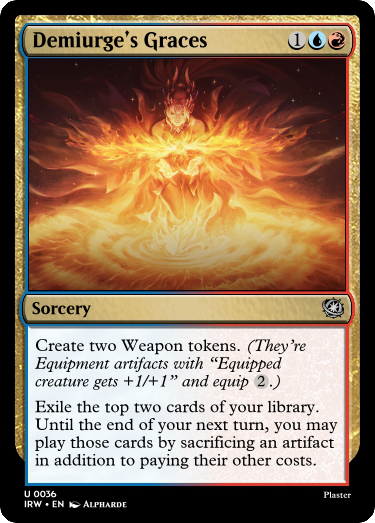 Demiurge's Graces 1
Sorcery
Create two Weapon tokens. (They're
Equipment artifacts with "Equipped
creature gets +1/+1" and equip 2.)
Exile the top two cards of your library.
Until the end of your next turn, you may
play those cards by sacrificing an artifact
in addition to paying their other costs.
U 0036
IRW • EN Alpharde
Plaster